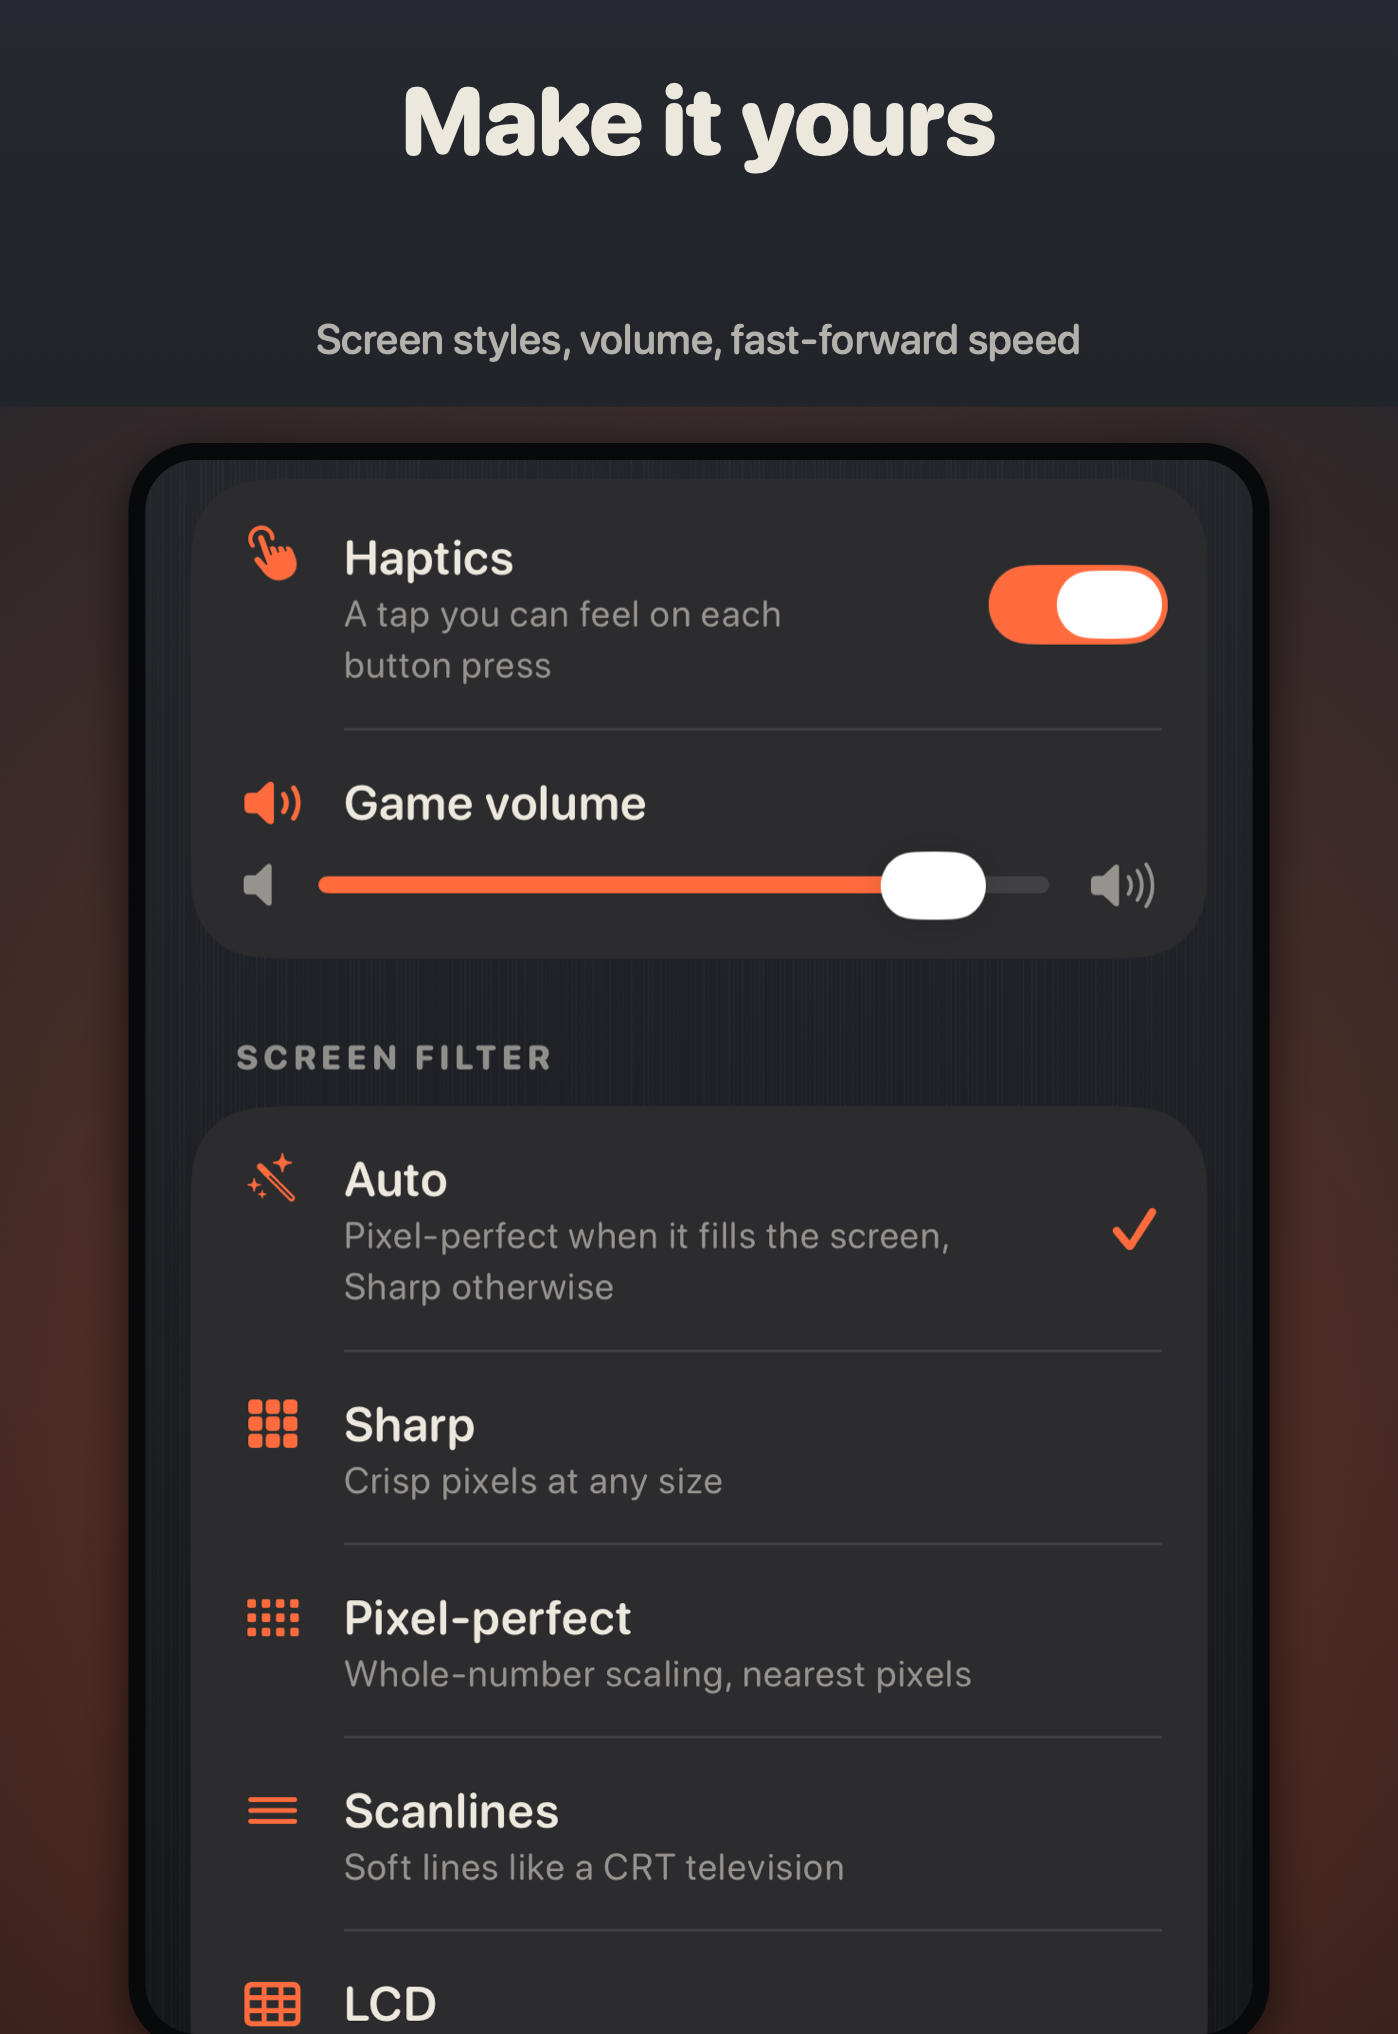 Make it yours
Screen styles, volume, fast-forward speed
Haptics
A tap you can feel on each
button press
Game volume
SCREEN FILTER
Auto
Pixel-perfect when it fills the screen,
Sharp otherwise
Sharp
Crisp pixels at any size
Pixel-perfect
Whole-number scaling, nearest pixels
Scanlines
Soft lines like a CRT television
LCD